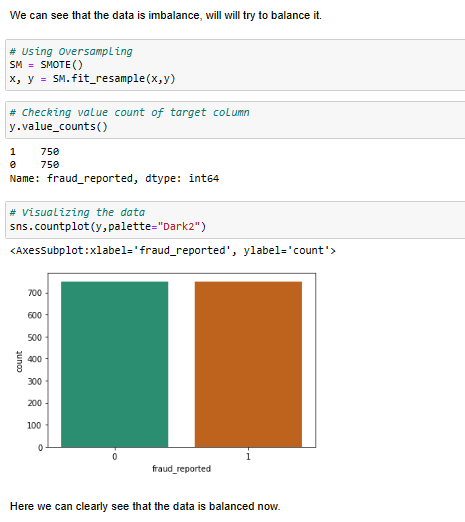 We can see that the data is imbalance, will will try to balance it.
# Using Oversampling
SM = SMOTE()
x, y = SM.fit_resample(x,y)
# Checking value count of target column
y.value_counts()
1    750
0    750
Name: fraud_reported, dtype: int64
# Visualizing the data
sns.countplot(y,palette="Dark2")
<AxesSubplot:xlabel='fraud_reported', ylabel='count'>
700
600
500
400
300
200
100
0
count
0
1
fraud_reported
Here we can clearly see that the data is balanced now.